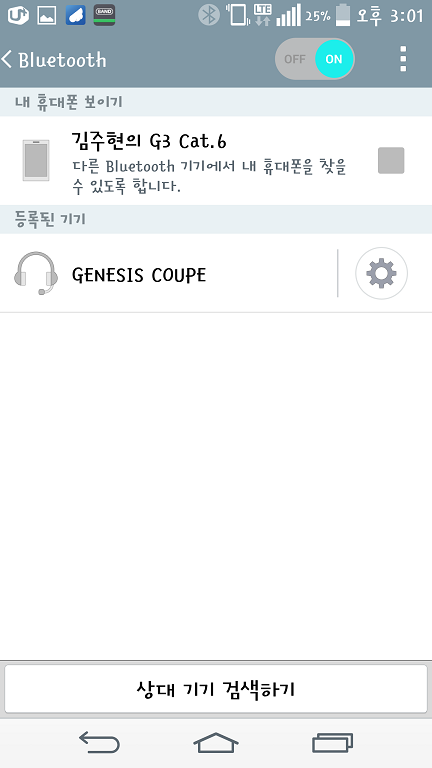 U+ BAND LTE 25% 오후 3:01
Bluetooth OFF ON
내 휴대폰 보이기
김주현의 G3 Cat.6
다른 Bluetooth 기기에서 내 휴대폰을 찾을
수 있도록 합니다.
등록된 기기
GENESIS COUPE
상대 기기 검색하기